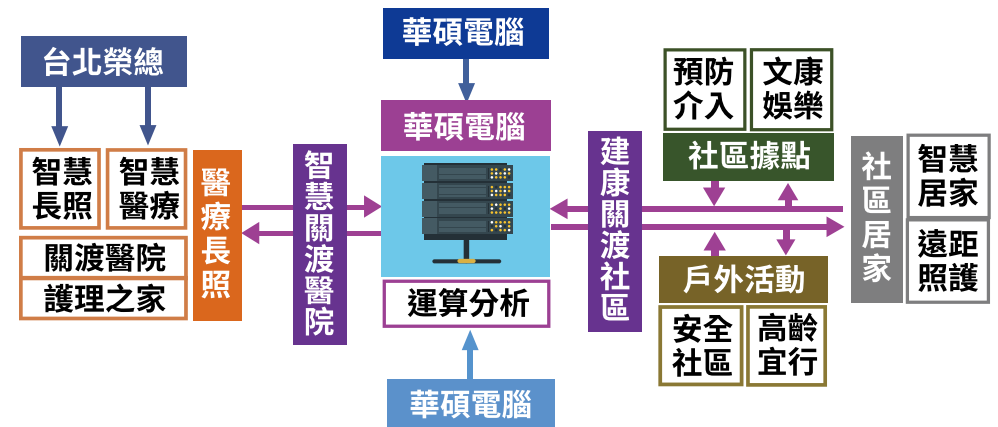 台北榮總
智慧
長照
智慧
醫療
關渡醫院
護理之家
醫療長照
智慧關渡醫院
華碩電腦
華碩電腦
運算分析
華碩電腦
建康關渡社區
預防
介入
文康
娛樂
社區據點
戶外活動
安全
社區
高齡
宜行
社區居家
智慧
居家
遠距
照護